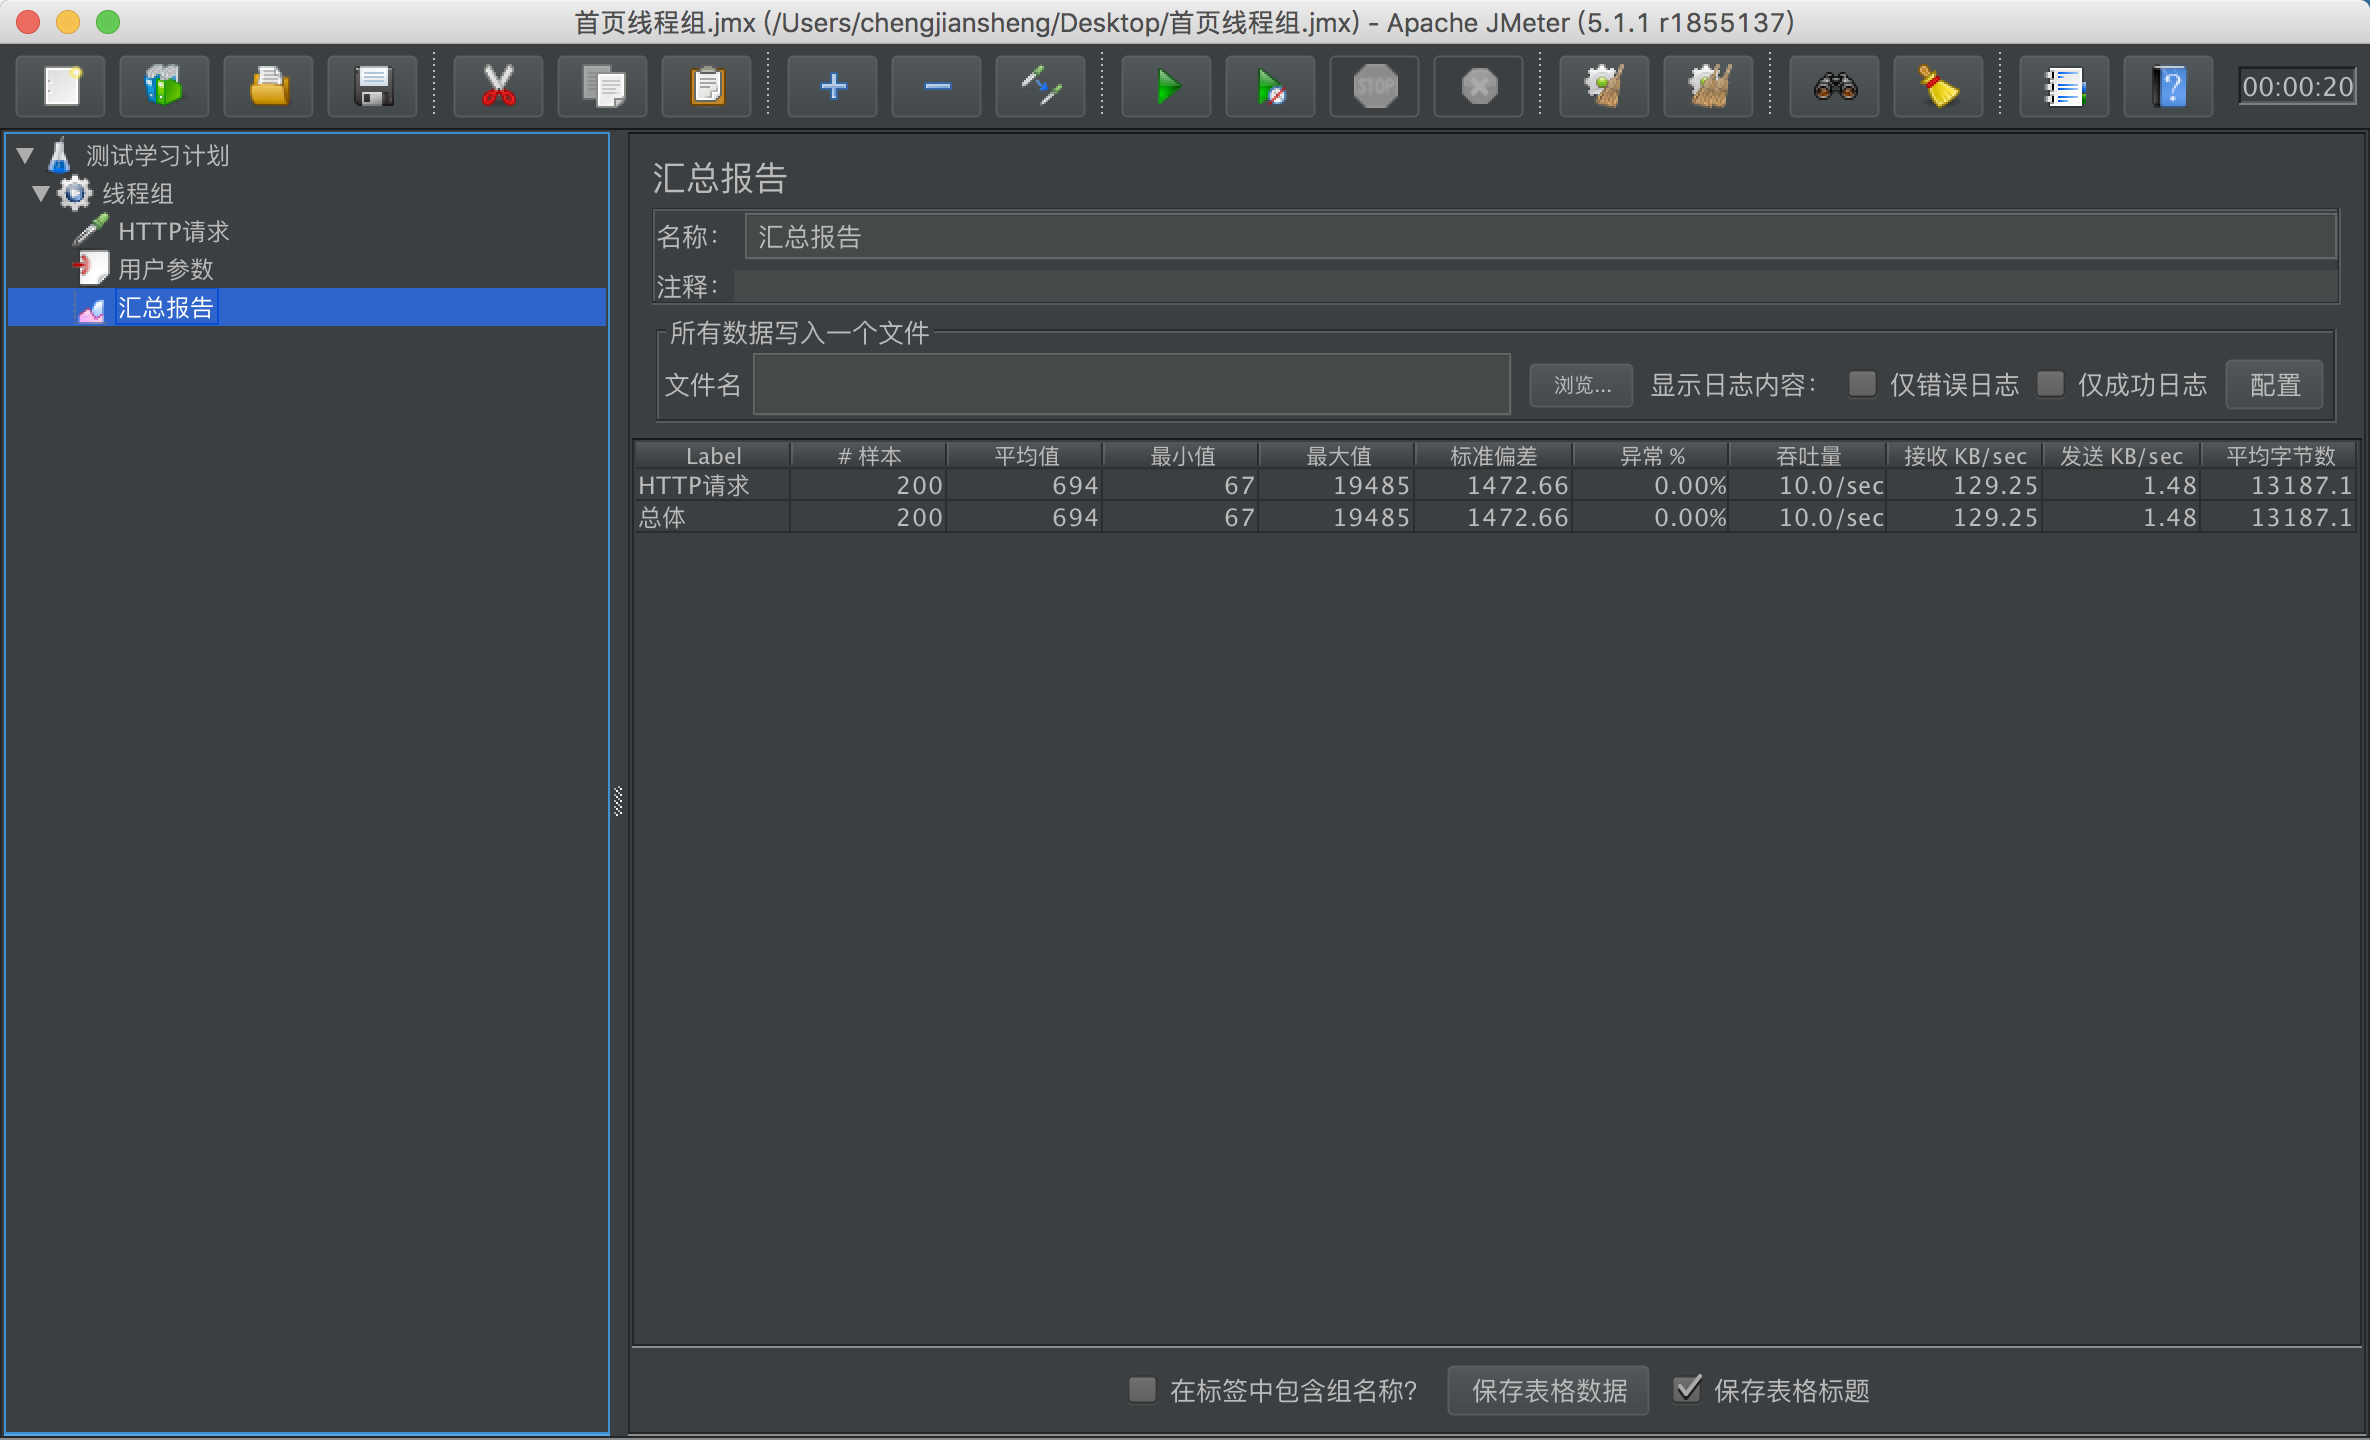 首页线程组.jmx (/Users/chengjiansheng/Desktop/首页线程组.jmx) - Apache JMeter (5.1.1 r1855137)
STOP
00:00:20
测试学习计划
线程组
HTTP请求
用户参数
汇总报告
汇总报告
名称： 汇总报告
注释：
所有数据写入一个文件
文件名 浏览... 显示日志内容： 仅错误日志 仅成功日志 配置
Label # 样本 平均值 最小值 最大值 标准偏差 异常 % 吞吐量 接收 KB/sec 发送 KB/sec 平均字节数
HTTP请求 200 694 67 19485 1472.66 0.00% 10.0/sec 129.25 1.48 13187.1
总体 200 694 67 19485 1472.66 0.00% 10.0/sec 129.25 1.48 13187.1
在标签中包含组名称? 保存表格数据 保存表格标题